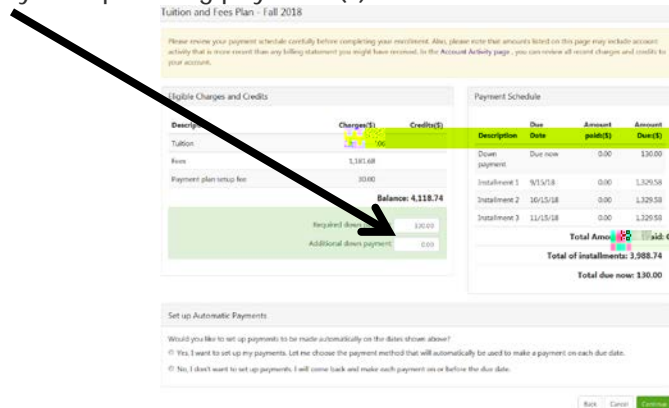 Tuition and Fees Plan - Fall 2018
Please review your payment schedule carefully before completing your enrollment. Also, please note that amounts listed on this page may include account
activity that is more recent than any billing statement you might have received. In the Account Activity page , you can review all recent charges and credits to
your account.
Eligible Charges and Credits
Charges($) Credits($)
Tuition
Fees 1,181.68
Payment plan setup fee 30.00
Balance: 4,118.74
Required down
Additional down payment: 0.00
Payment Schedule
Description Due Date Amount paid($) Amount Due($)
Down payment Due now 0.00 130.00
Installment 1 9/15/18 0.00 1,329.58
Installment 2 10/15/18 0.00 1,329.58
Installment 3 11/15/18 0.00 1,329.58
Total
Total of installments: 3,988.74
Total due now: 130.00
Set up Automatic Payments
Would you like to set up payments to be made automatically on the dates shown above?
Yes, I want to set up my payments. Let me choose the payment method that will automatically be used to make a payment on each due date.
No, I don't want to set up payments. I will come back and make each payment on or before the due date.
Back Cancel Continue